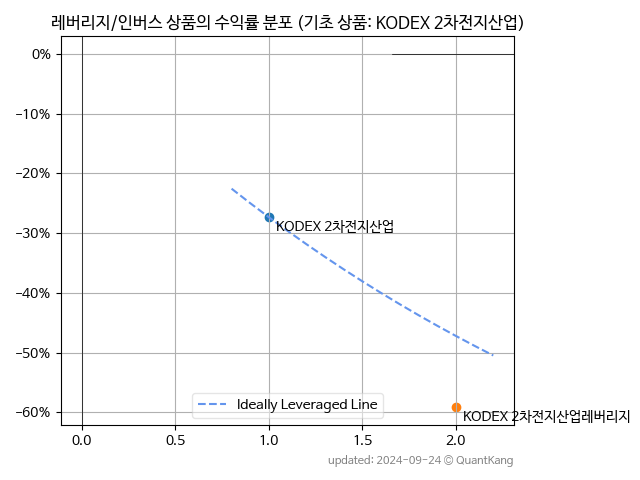 레버리지/인버스 상품의 수익률 분포 (기초 상품: KODEX 2차전지산업)
0%
−10%
−20%
−30%
−40%
−50%
−60%
KODEX 2차전지산업
KODEX 2차전지산업레버리지
Ideally Leveraged Line
0.0 0.5 1.0 1.5 2.0
updated: 2024-09-24 © QuantKang